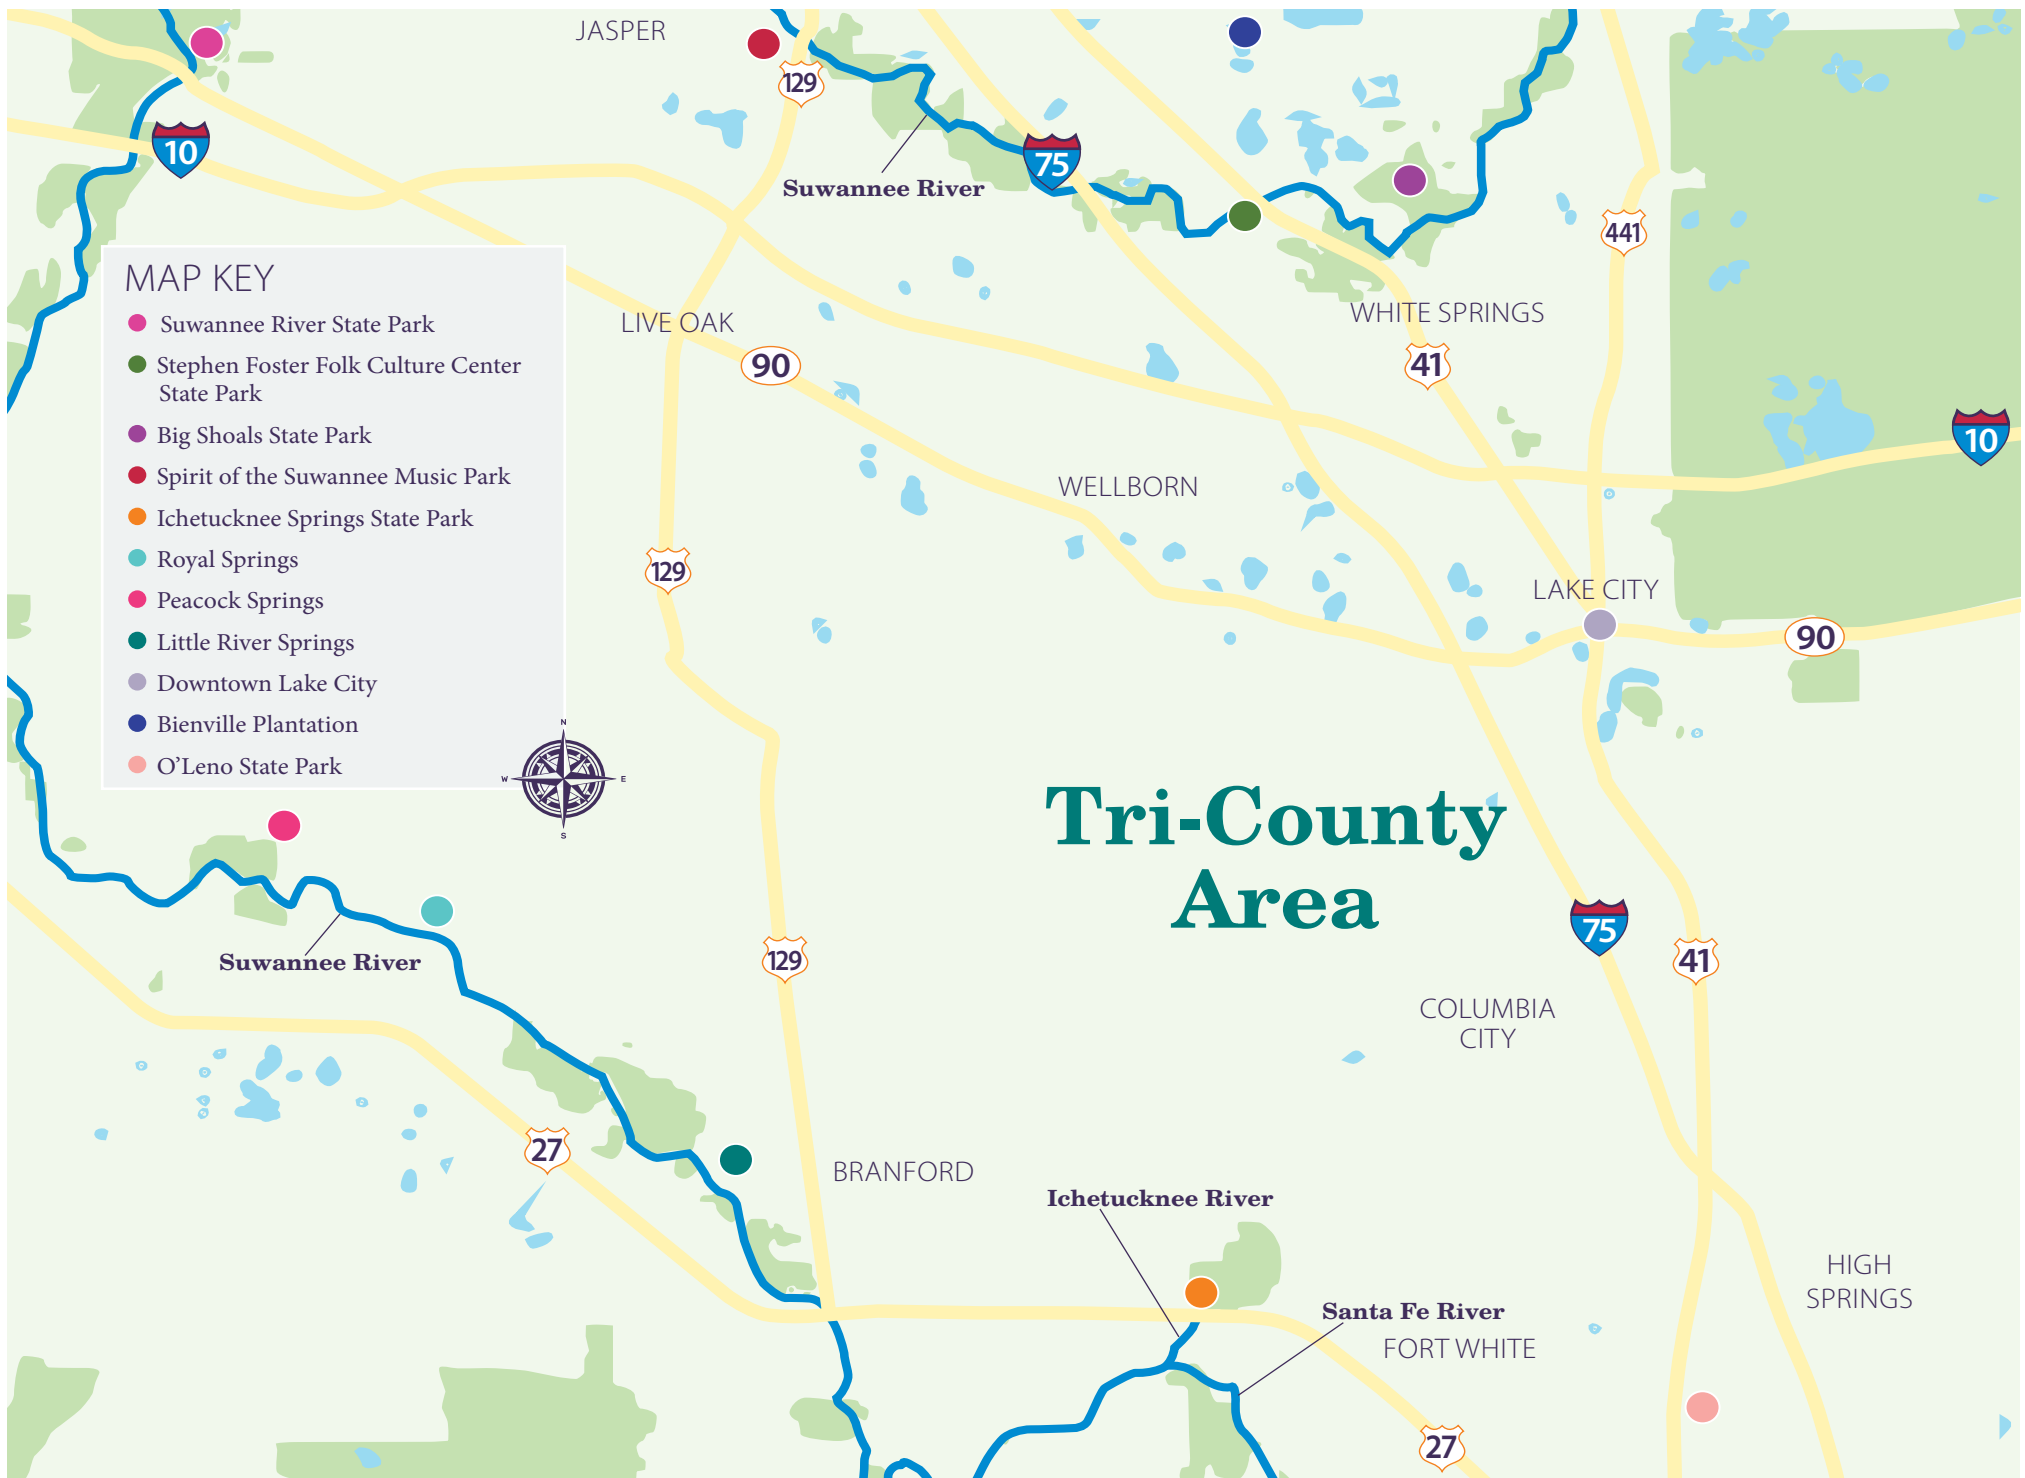 JASPER
129
10
75
Suwannee River
441
MAP KEY
Suwannee River State Park
Stephen Foster Folk Culture Center
State Park
Big Shoals State Park
Spirit of the Suwannee Music Park
Ichetucknee Springs State Park
Royal Springs
Peacock Springs
Little River Springs
Downtown Lake City
Bienville Plantation
O'Leno State Park
N
W
E
S
LIVE OAK
WHITE SPRINGS
90
41
10
WELLBORN
129
LAKE CITY
90
Tri-County
Area
75
41
129
Suwannee River
COLUMBIA
CITY
27
BRANFORD
Ichetucknee River
HIGH
SPRINGS
Santa Fe River
FORT WHITE
27